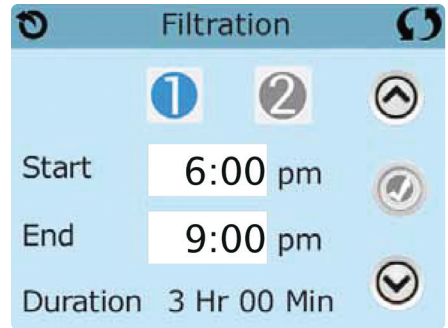 Filtration
1 2
Start 6:00 pm
End 9:00 pm
Duration 3 Hr 00 Min